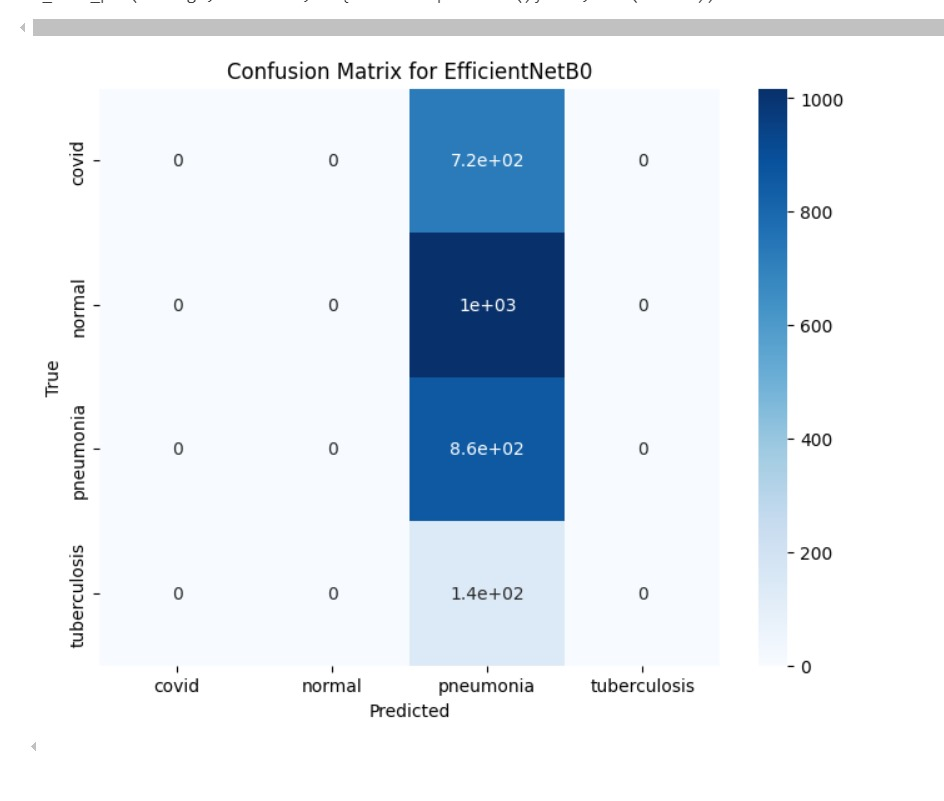 Confusion Matrix for EfficientNetB0
1000
covid 0 0 7.2e+02 0
800
normal 0 0 1e+03 0
600
True
pneumonia 0 0 8.6e+02 0
400
200
tuberculosis 0 0 1.4e+02 0
0
covid normal pneumonia tuberculosis
Predicted